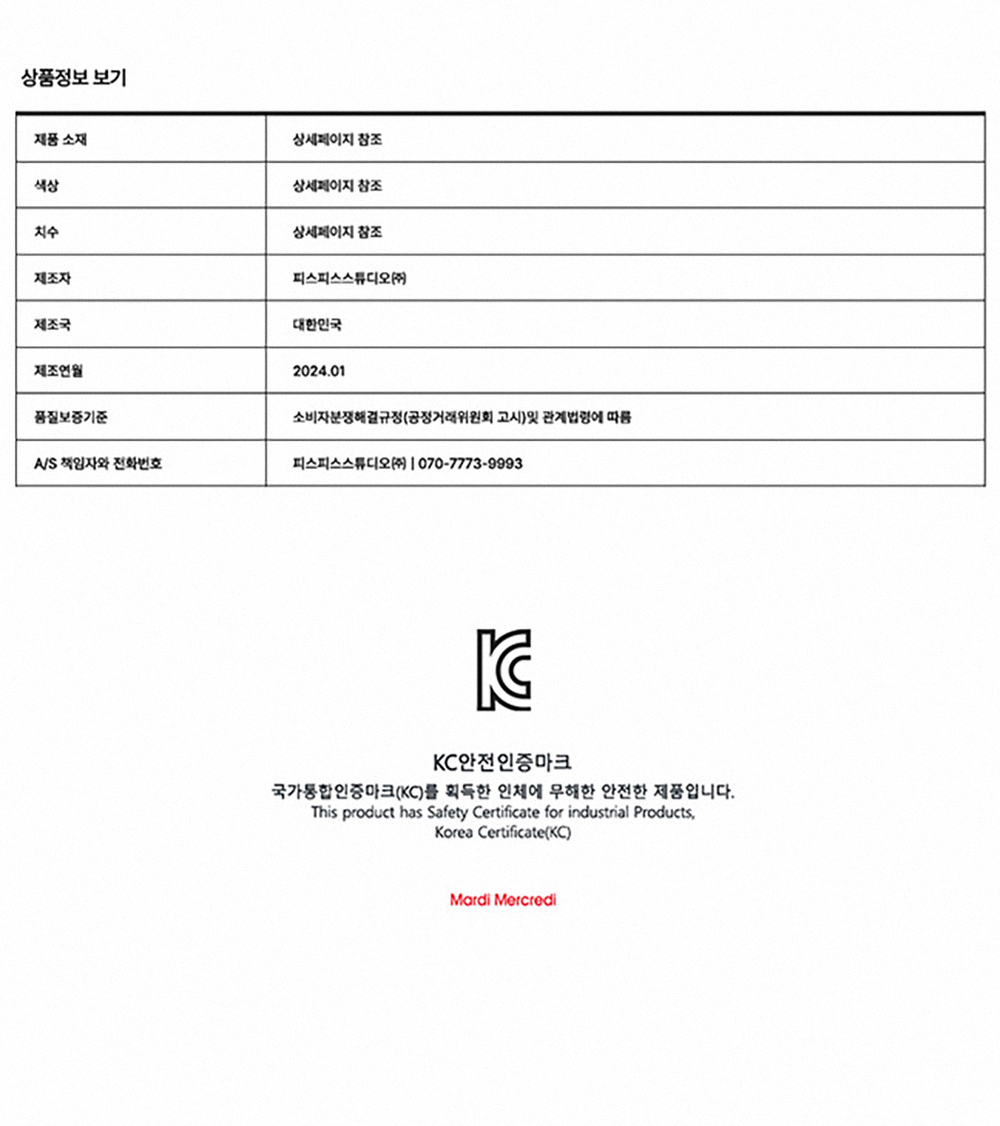 상품정보 보기
제품 소재 상세페이지 참조
색상 상세페이지 참조
치수 상세페이지 참조
제조자 피스피스스튜디오㈜
제조국 대한민국
제조연월 2024.01
품질보증기준 소비자분쟁해결규정(공정거래위원회 고시)및 관계법령에 따름
A/S 책임자와 전화번호 피스피스스튜디오㈜ | 070-7773-9993
KC
KC안전인증마크
국가통합인증마크(KC)를 획득한 인체에 무해한 안전한 제품입니다.
This product has Safety Certificate for industrial Products,
Korea Certificate(KC)
Mardi Mercredi